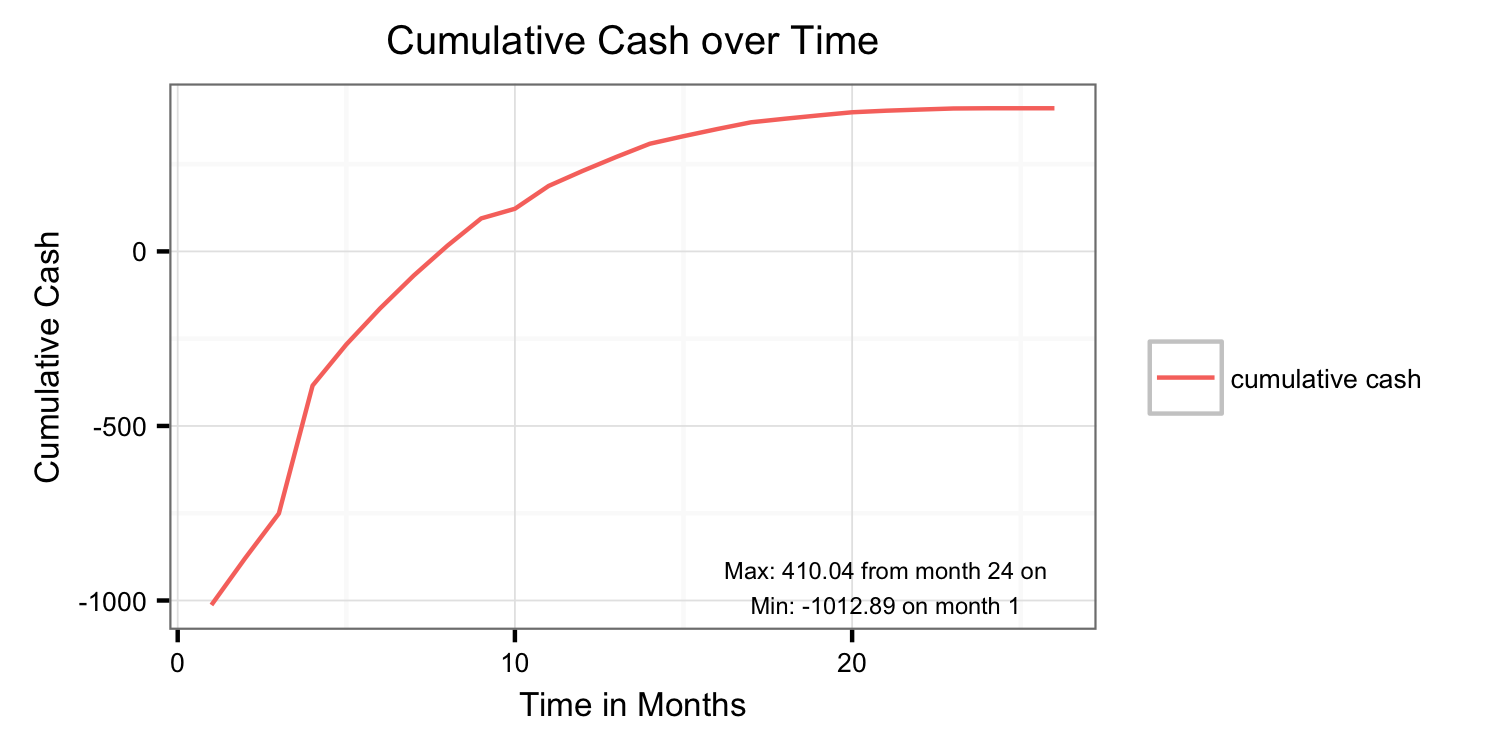 Cumulative Cash over Time
Cumulative Cash
0
-500
-1000
Max: 410.04 from month 24 on
Min: -1012.89 on month 1
0
10
20
Time in Months
cumulative cash